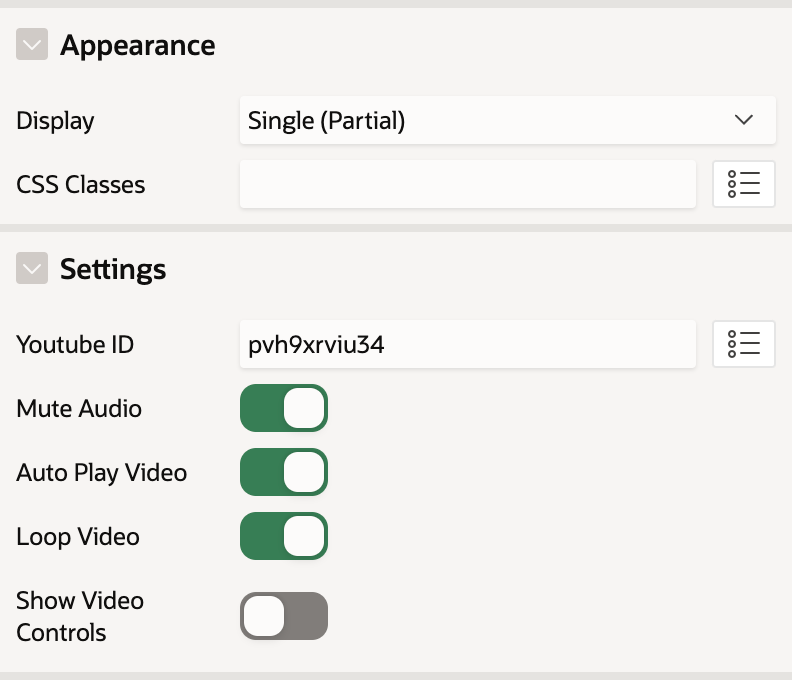 Appearance
Display
Single (Partial)
CSS Classes
Settings
Youtube ID
pvh9xrviu34
Mute Audio
Auto Play Video
Loop Video
Show Video
Controls